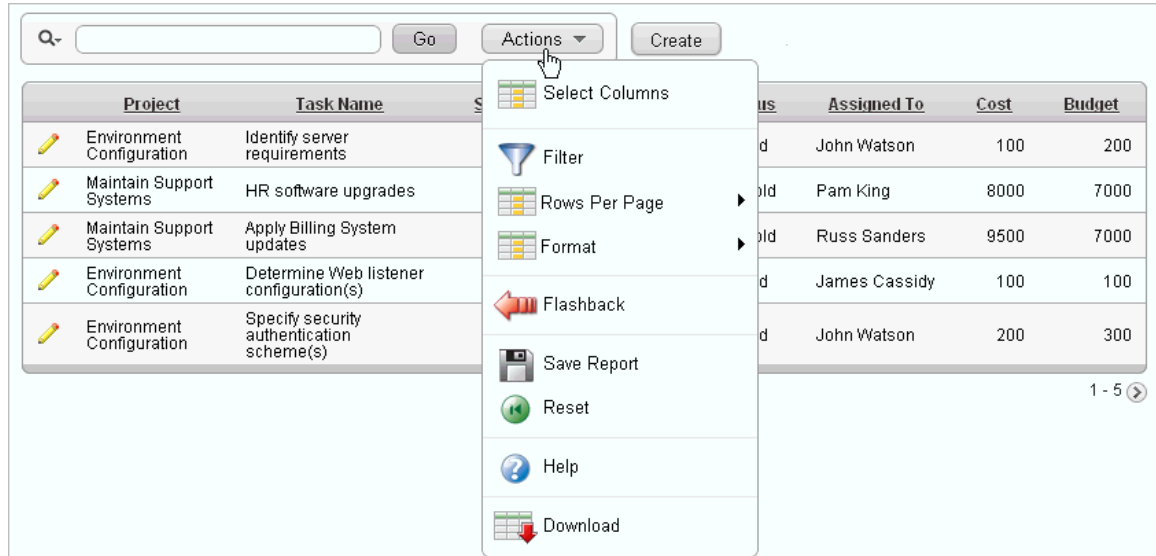 Go Actions Create
Project Task Name S us Assigned To Cost Budget
Select Columns
Environment Configuration Identify server requirements d John Watson 100 200
Filter
Maintain Support Systems HR software upgrades old Pam King 8000 7000
Rows Per Page
Maintain Support Systems Apply Billing System updates old Russ Sanders 9500 7000
Format
Environment Configuration Determine Web listener configuration(s) d James Cassidy 100 100
Flashback
Environment Configuration Specify security authentication scheme(s) d John Watson 200 300
Save Report
1 - 5
Reset
Help
Download